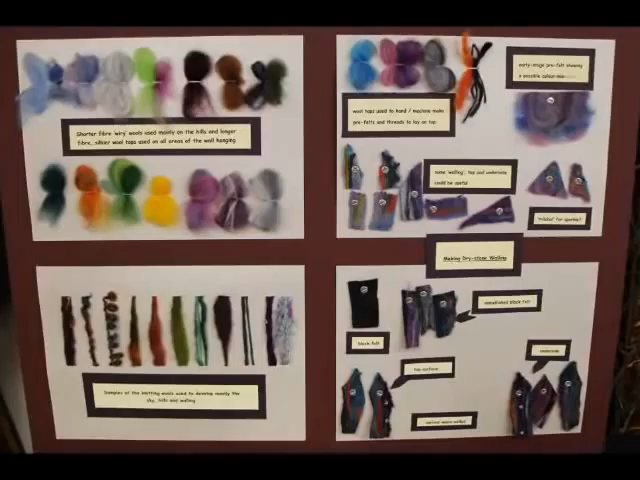 Shorter fibre 'wiry' wools used mainly on the hills and longer
fibre...silkier wool tops used on all areas of the wall hanging
wool tops used to hand / machine make
pre-felts and threads to lay on top.
early-stage pre-felt showing
a possible colour-mix
some 'walling', top and underside
could be useful
'nibbles' for sparkle?
Making Dry-stone Walling
Samples of the knitting wools used to develop mainly the
sky, hills and walling
black felt
embellished black felt
top surface
underside